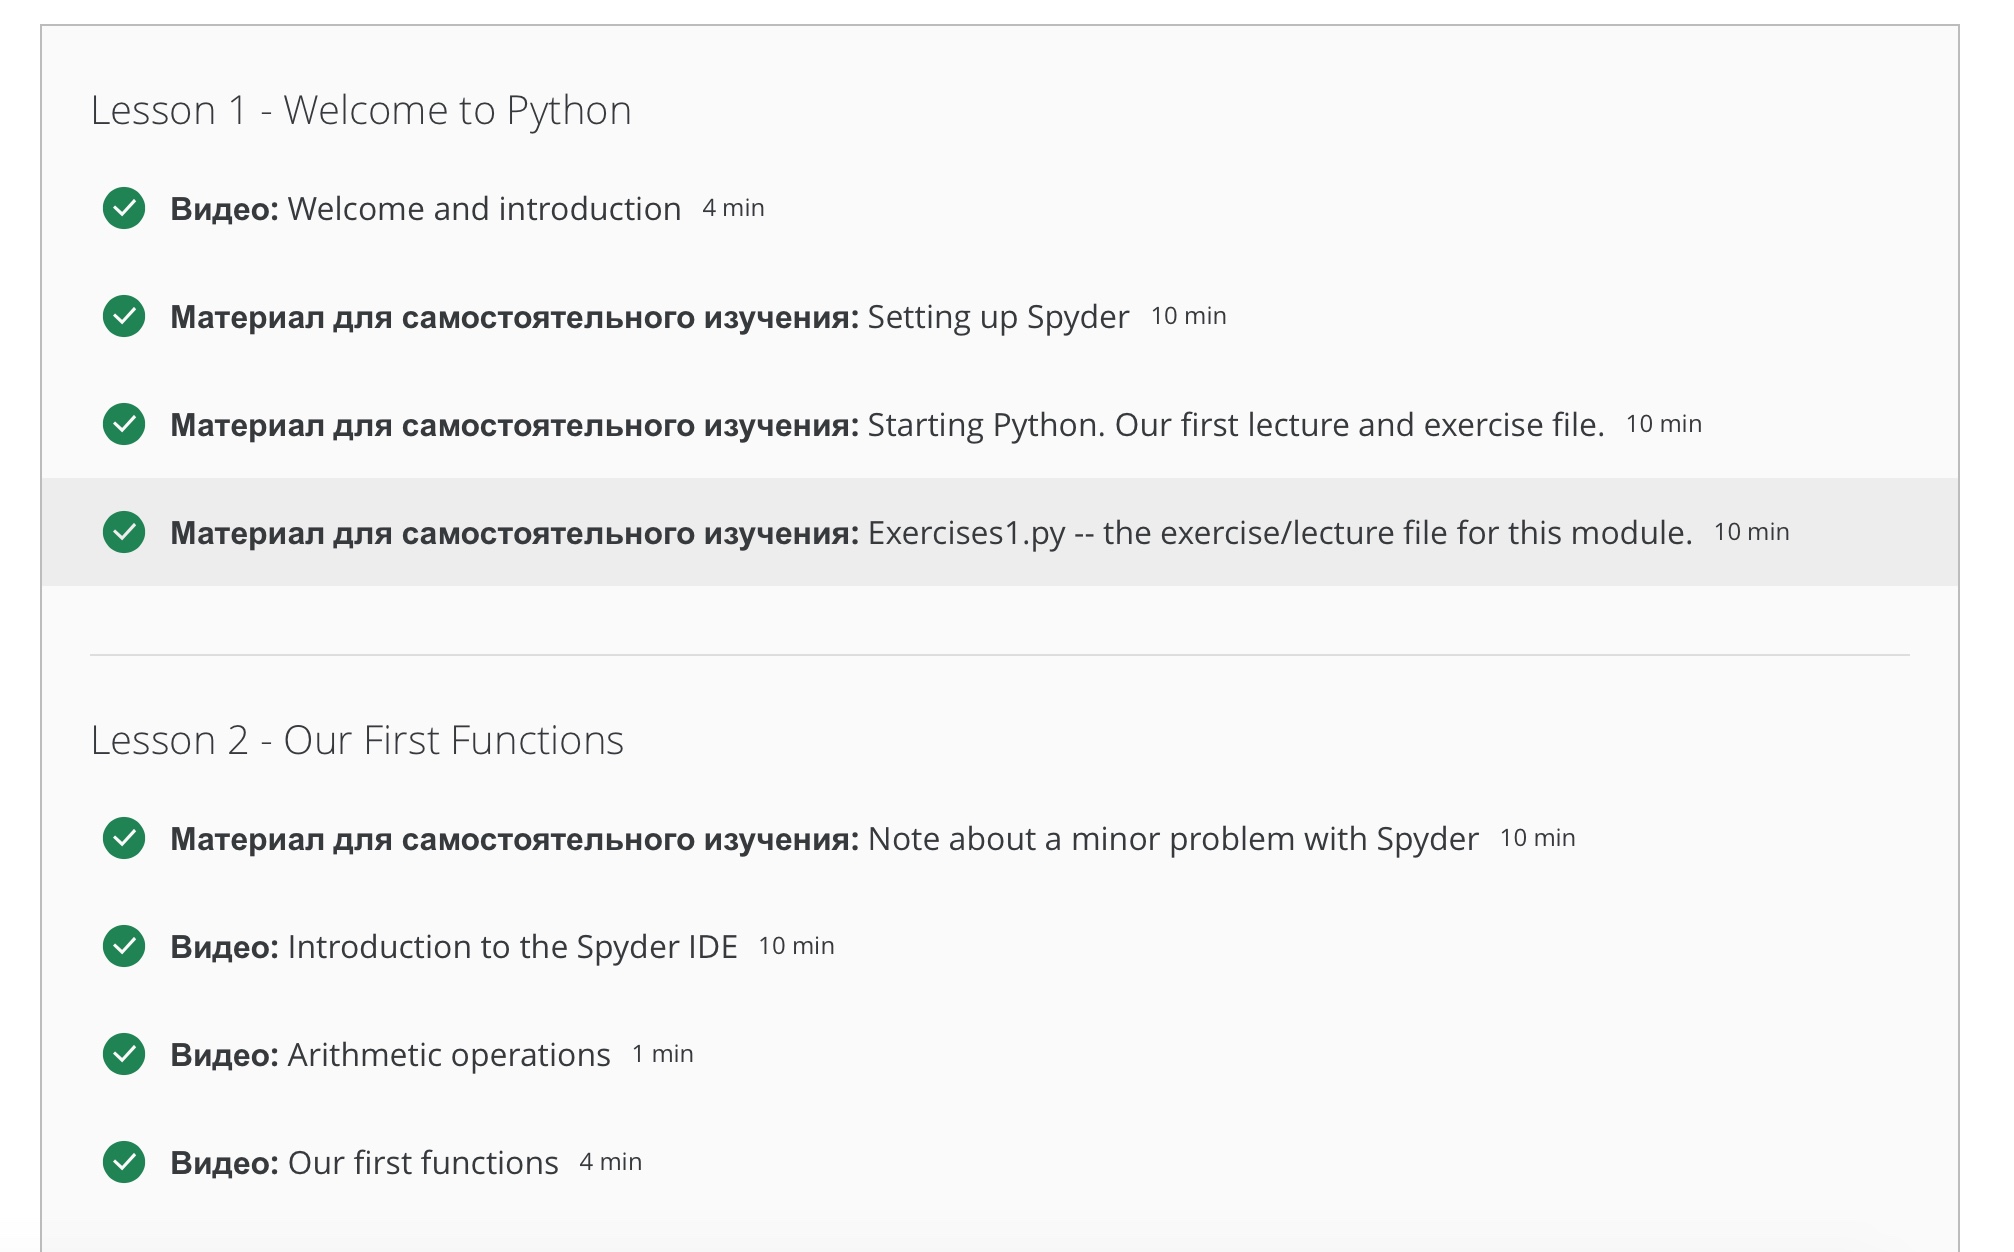 Lesson 1 - Welcome to Python
Видео: Welcome and introduction 4 min
Материал для самостоятельного изучения: Setting up Spyder 10 min
Материал для самостоятельного изучения: Starting Python. Our first lecture and exercise file. 10 min
Материал для самостоятельного изучения: Exercises1.py -- the exercise/lecture file for this module. 10 min
Lesson 2 - Our First Functions
Материал для самостоятельного изучения: Note about a minor problem with Spyder 10 min
Видео: Introduction to the Spyder IDE 10 min
Видео: Arithmetic operations 1 min
Видео: Our first functions 4 min